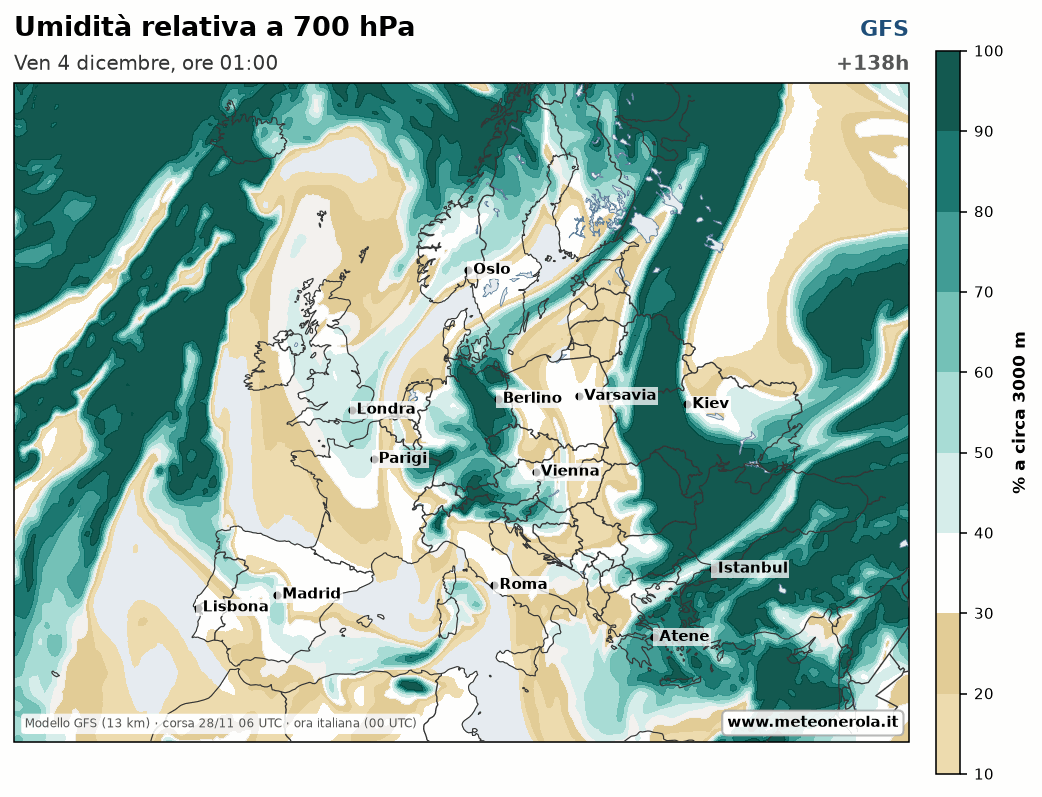 Umidità relativa a 700 hPa
GFS
Ven 4 dicembre, ore 01:00
+138h
100
90
80
70
60
50
40
30
20
10
% a circa 3000 m
Oslo
Berlino
Varsavia
Kiev
Londra
Parigi
Vienna
Istanbul
Roma
Madrid
Lisbona
Atene
Modello GFS (13 km) · corsa 28/11 06 UTC · ora italiana (00 UTC)
www.meteonerola.it